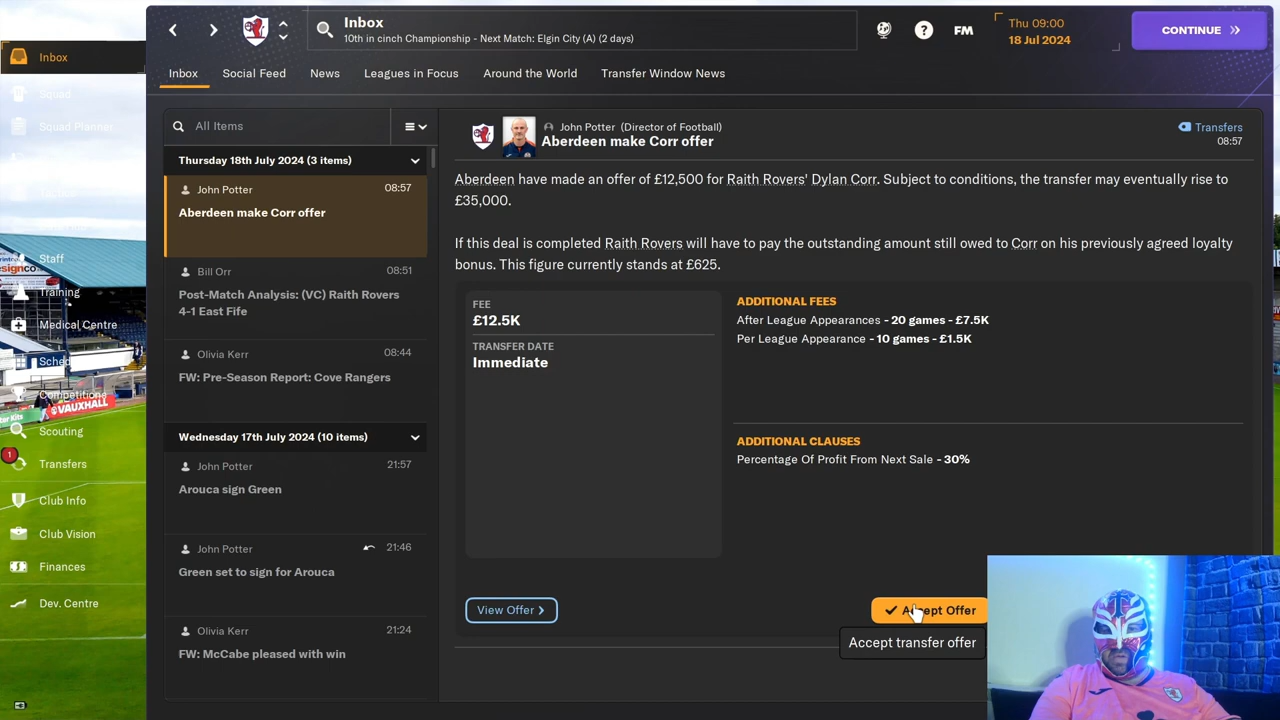 Inbox
10th in cinch Championship - Next Match: Elgin City (A) (2 days)
FM
Thu 09:00
18 Jul 2024
CONTINUE
Inbox
Squad
Squad Planner
Staff
Training
Medical Centre
Sched
Competitions
VAUXHALL
Scouting
1
Transfers
Club Info
Club Vision
Finances
Dev. Centre
Inbox
Social Feed
News
Leagues in Focus
Around the World
Transfer Window News
All Items
Thursday 18th July 2024 (3 items)
John Potter
08:57
Aberdeen make Corr offer
Bill Orr
08:51
Post-Match Analysis: (VC) Raith Rovers
4-1 East Fife
Olivia Kerr
08:44
FW: Pre-Season Report: Cove Rangers
Wednesday 17th July 2024 (10 items)
John Potter
21:57
Arouca sign Green
John Potter
21:46
Green set to sign for Arouca
Olivia Kerr
21:24
FW: McCabe pleased with win
John Potter (Director of Football)
Aberdeen make Corr offer
Transfers
08:57
Aberdeen have made an offer of £12,500 for Raith Rovers' Dylan Corr. Subject to conditions, the transfer may eventually rise to
£35,000.
If this deal is completed Raith Rovers will have to pay the outstanding amount still owed to Corr on his previously agreed loyalty
bonus. This figure currently stands at £625.
FEE
£12.5K
TRANSFER DATE
Immediate
ADDITIONAL FEES
After League Appearances - 20 games - £7.5K
Per League Appearance - 10 games - £1.5K
ADDITIONAL CLAUSES
Percentage Of Profit From Next Sale - 30%
View Offer
Accept Offer
Accept transfer offer